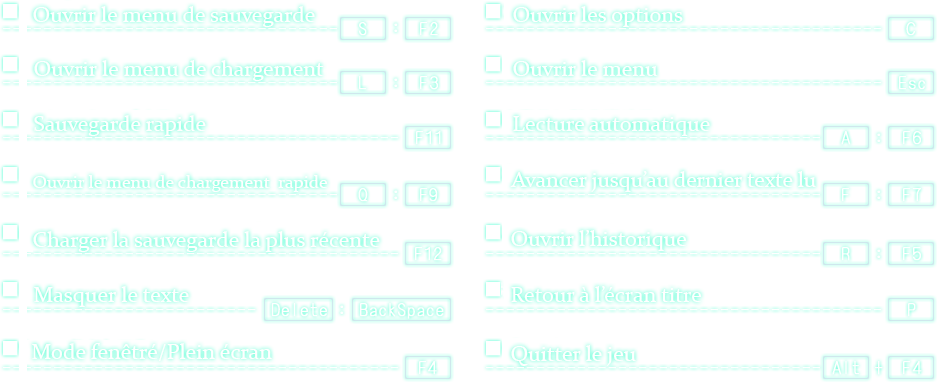 Ouvrir le menu de sauvegarde S : F2
Ouvrir le menu de chargement L : F3
Sauvegarde rapide F11
Ouvrir le menu de chargement rapide Q : F9
Charger la sauvegarde la plus récente F12
Masquer le texte Delete : BackSpace
Mode fenêtré/Plein écran F4
Ouvrir les options C
Ouvrir le menu Esc
Lecture automatique A : F6
Avancer jusqu'au dernier texte lu F : F7
Ouvrir l'historique R : F5
Retour à l'écran titre P
Quitter le jeu Alt + F4